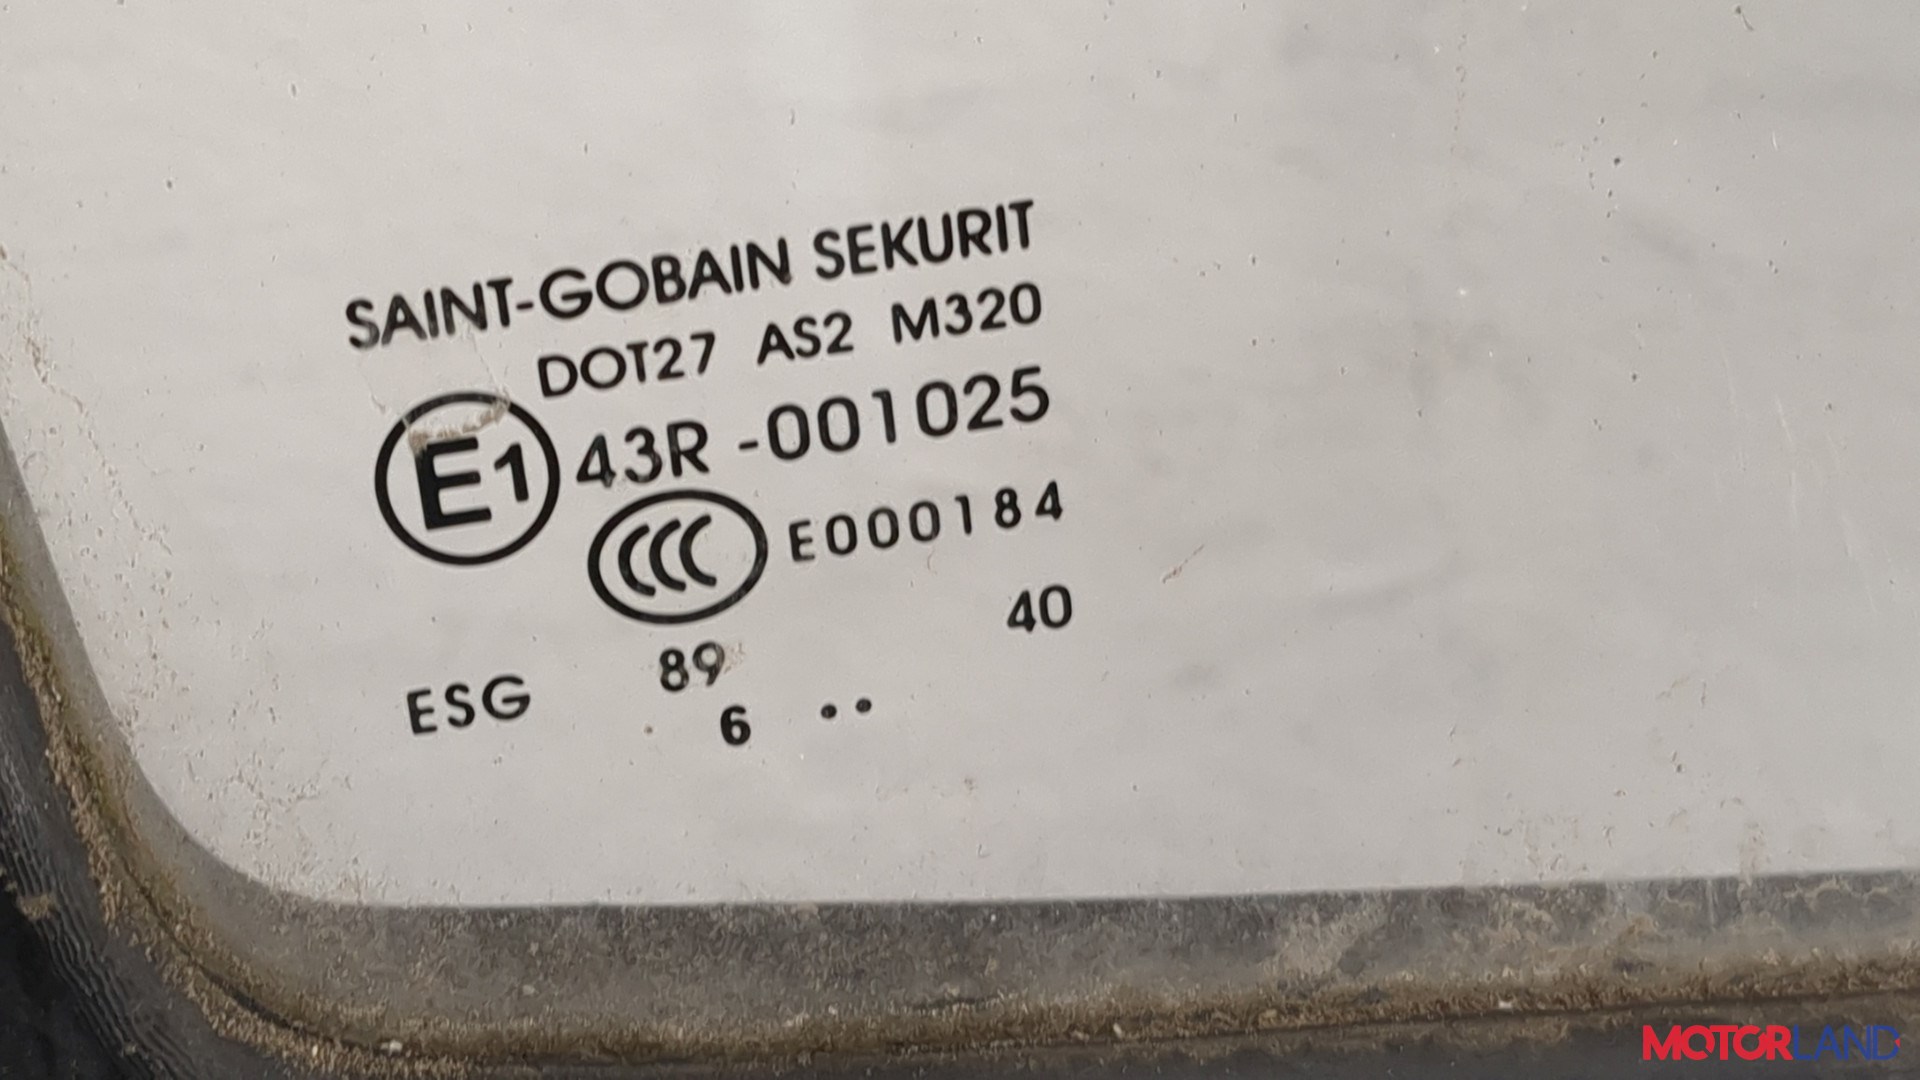 SAINT-GOBAIN SEKURIT
DOT27 AS2 M320
E1 43R -001025
CCC E000184
40
ESG 89
6 ..
MOTORLAND